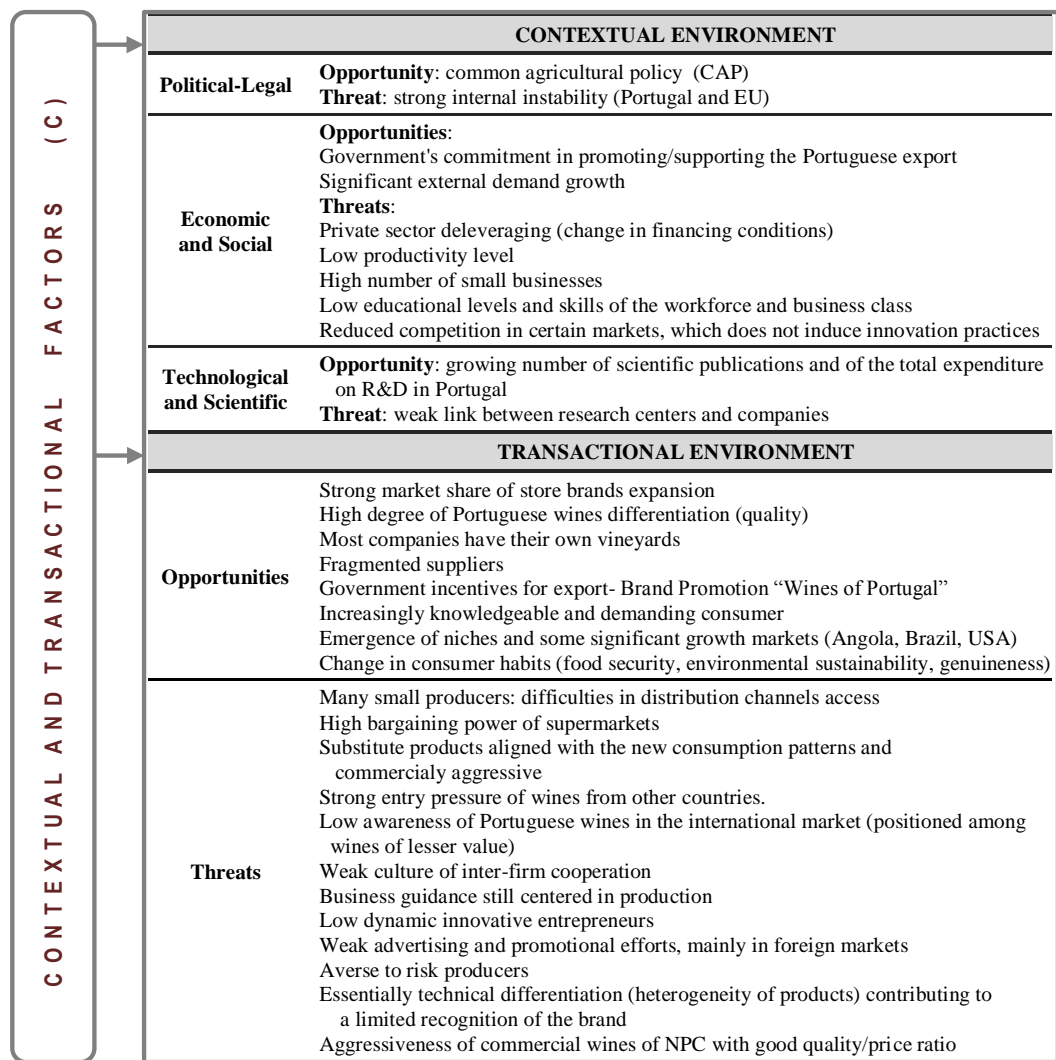 CONTEXTUAL AND TRANSACTIONAL FACTORS (C)
CONTEXTUAL ENVIRONMENT
Political-Legal
Opportunity: common agricultural policy (CAP)
Threat: strong internal instability (Portugal and EU)
Economic
and Social
Opportunities:
Government's commitment in promoting/supporting the Portuguese export
Significant external demand growth
Threats:
Private sector deleveraging (change in financing conditions)
Low productivity level
High number of small businesses
Low educational levels and skills of the workforce and business class
Reduced competition in certain markets, which does not induce innovation practices
Technological
and Scientific
Opportunity: growing number of scientific publications and of the total expenditure
on R&D in Portugal
Threat: weak link between research centers and companies
TRANSACTIONAL ENVIRONMENT
Opportunities
Strong market share of store brands expansion
High degree of Portuguese wines differentiation (quality)
Most companies have their own vineyards
Fragmented suppliers
Government incentives for export- Brand Promotion “Wines of Portugal”
Increasingly knowledgeable and demanding consumer
Emergence of niches and some significant growth markets (Angola, Brazil, USA)
Change in consumer habits (food security, environmental sustainability, genuineness)
Threats
Many small producers: difficulties in distribution channels access
High bargaining power of supermarkets
Substitute products aligned with the new consumption patterns and
commercialy aggressive
Strong entry pressure of wines from other countries.
Low awareness of Portuguese wines in the international market (positioned among
wines of lesser value)
Weak culture of inter-firm cooperation
Business guidance still centered in production
Low dynamic innovative entrepreneurs
Weak advertising and promotional efforts, mainly in foreign markets
Averse to risk producers
Essentially technical differentiation (heterogeneity of products) contributing to
a limited recognition of the brand
Aggressiveness of commercial wines of NPC with good quality/price ratio